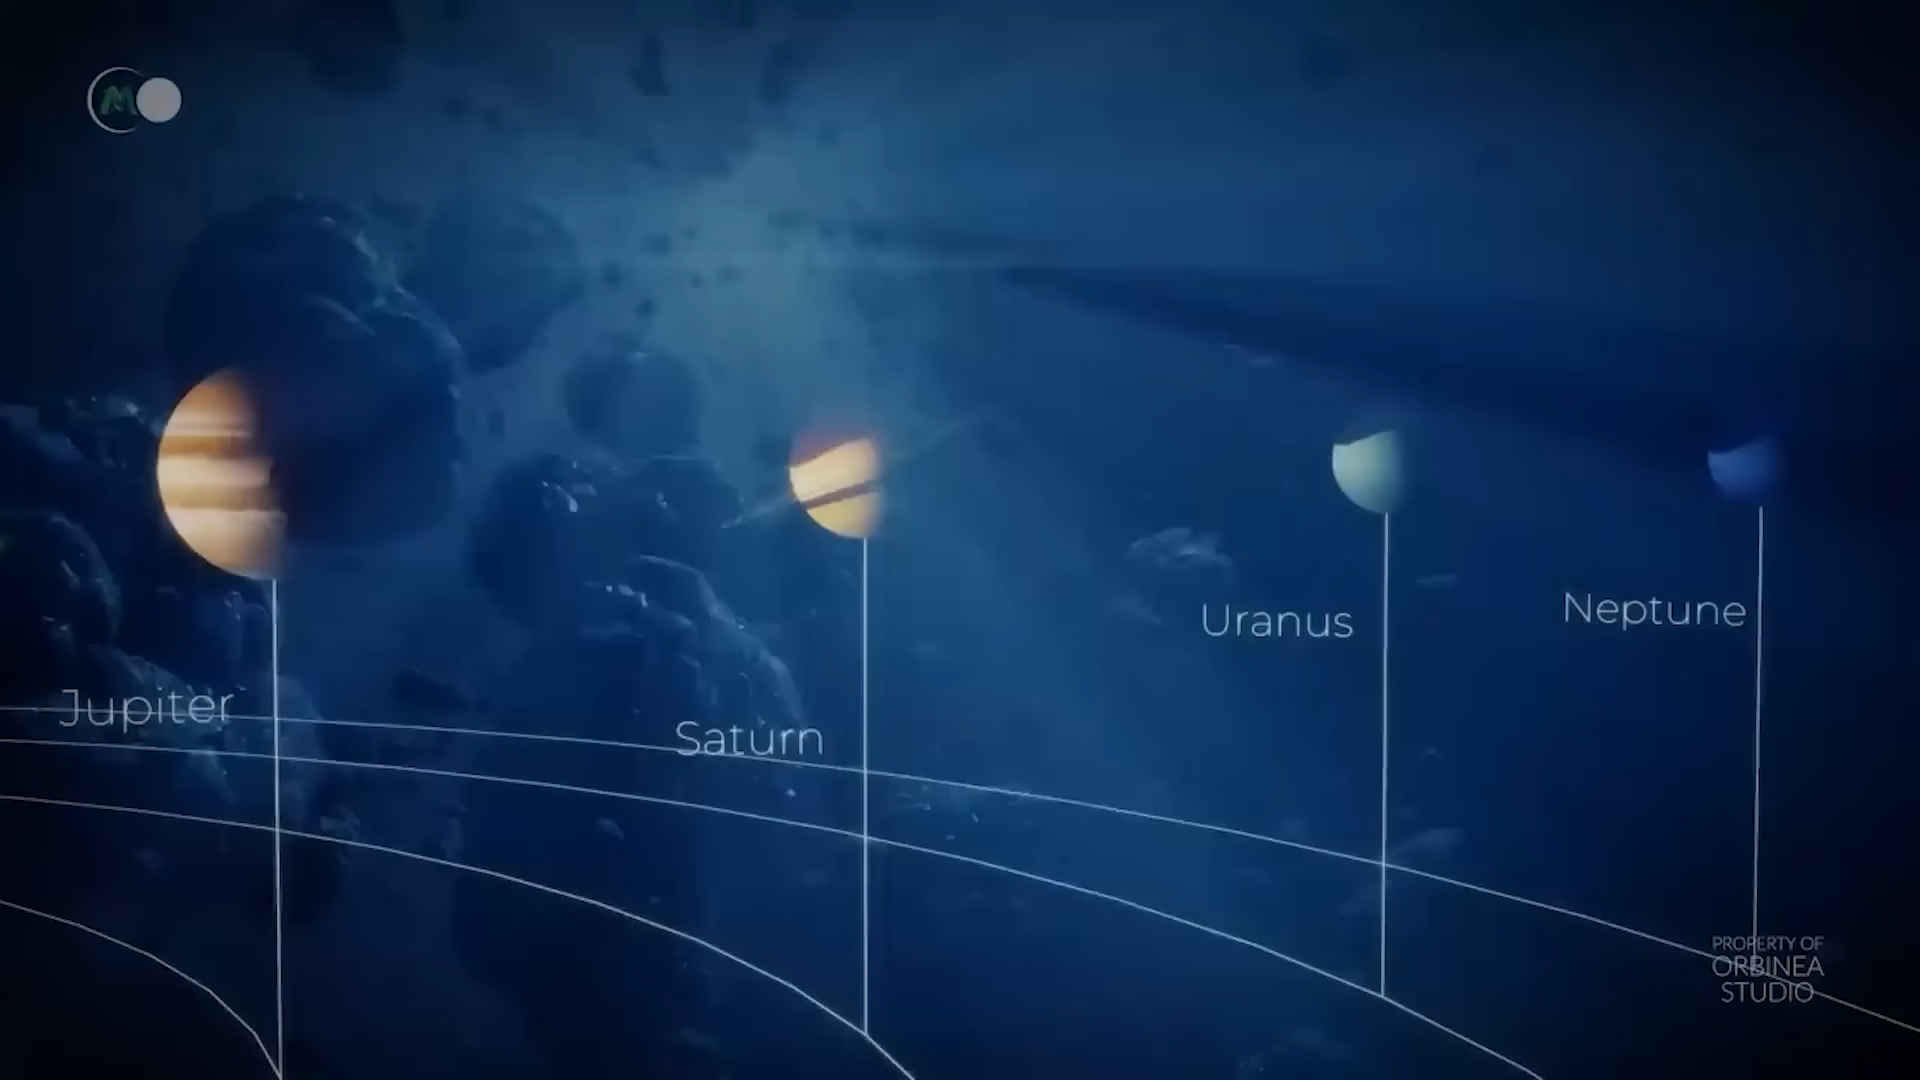 M
Jupiter
Saturn
Uranus
Neptune
PROPERTY OF
ORBINEA
STUDIO